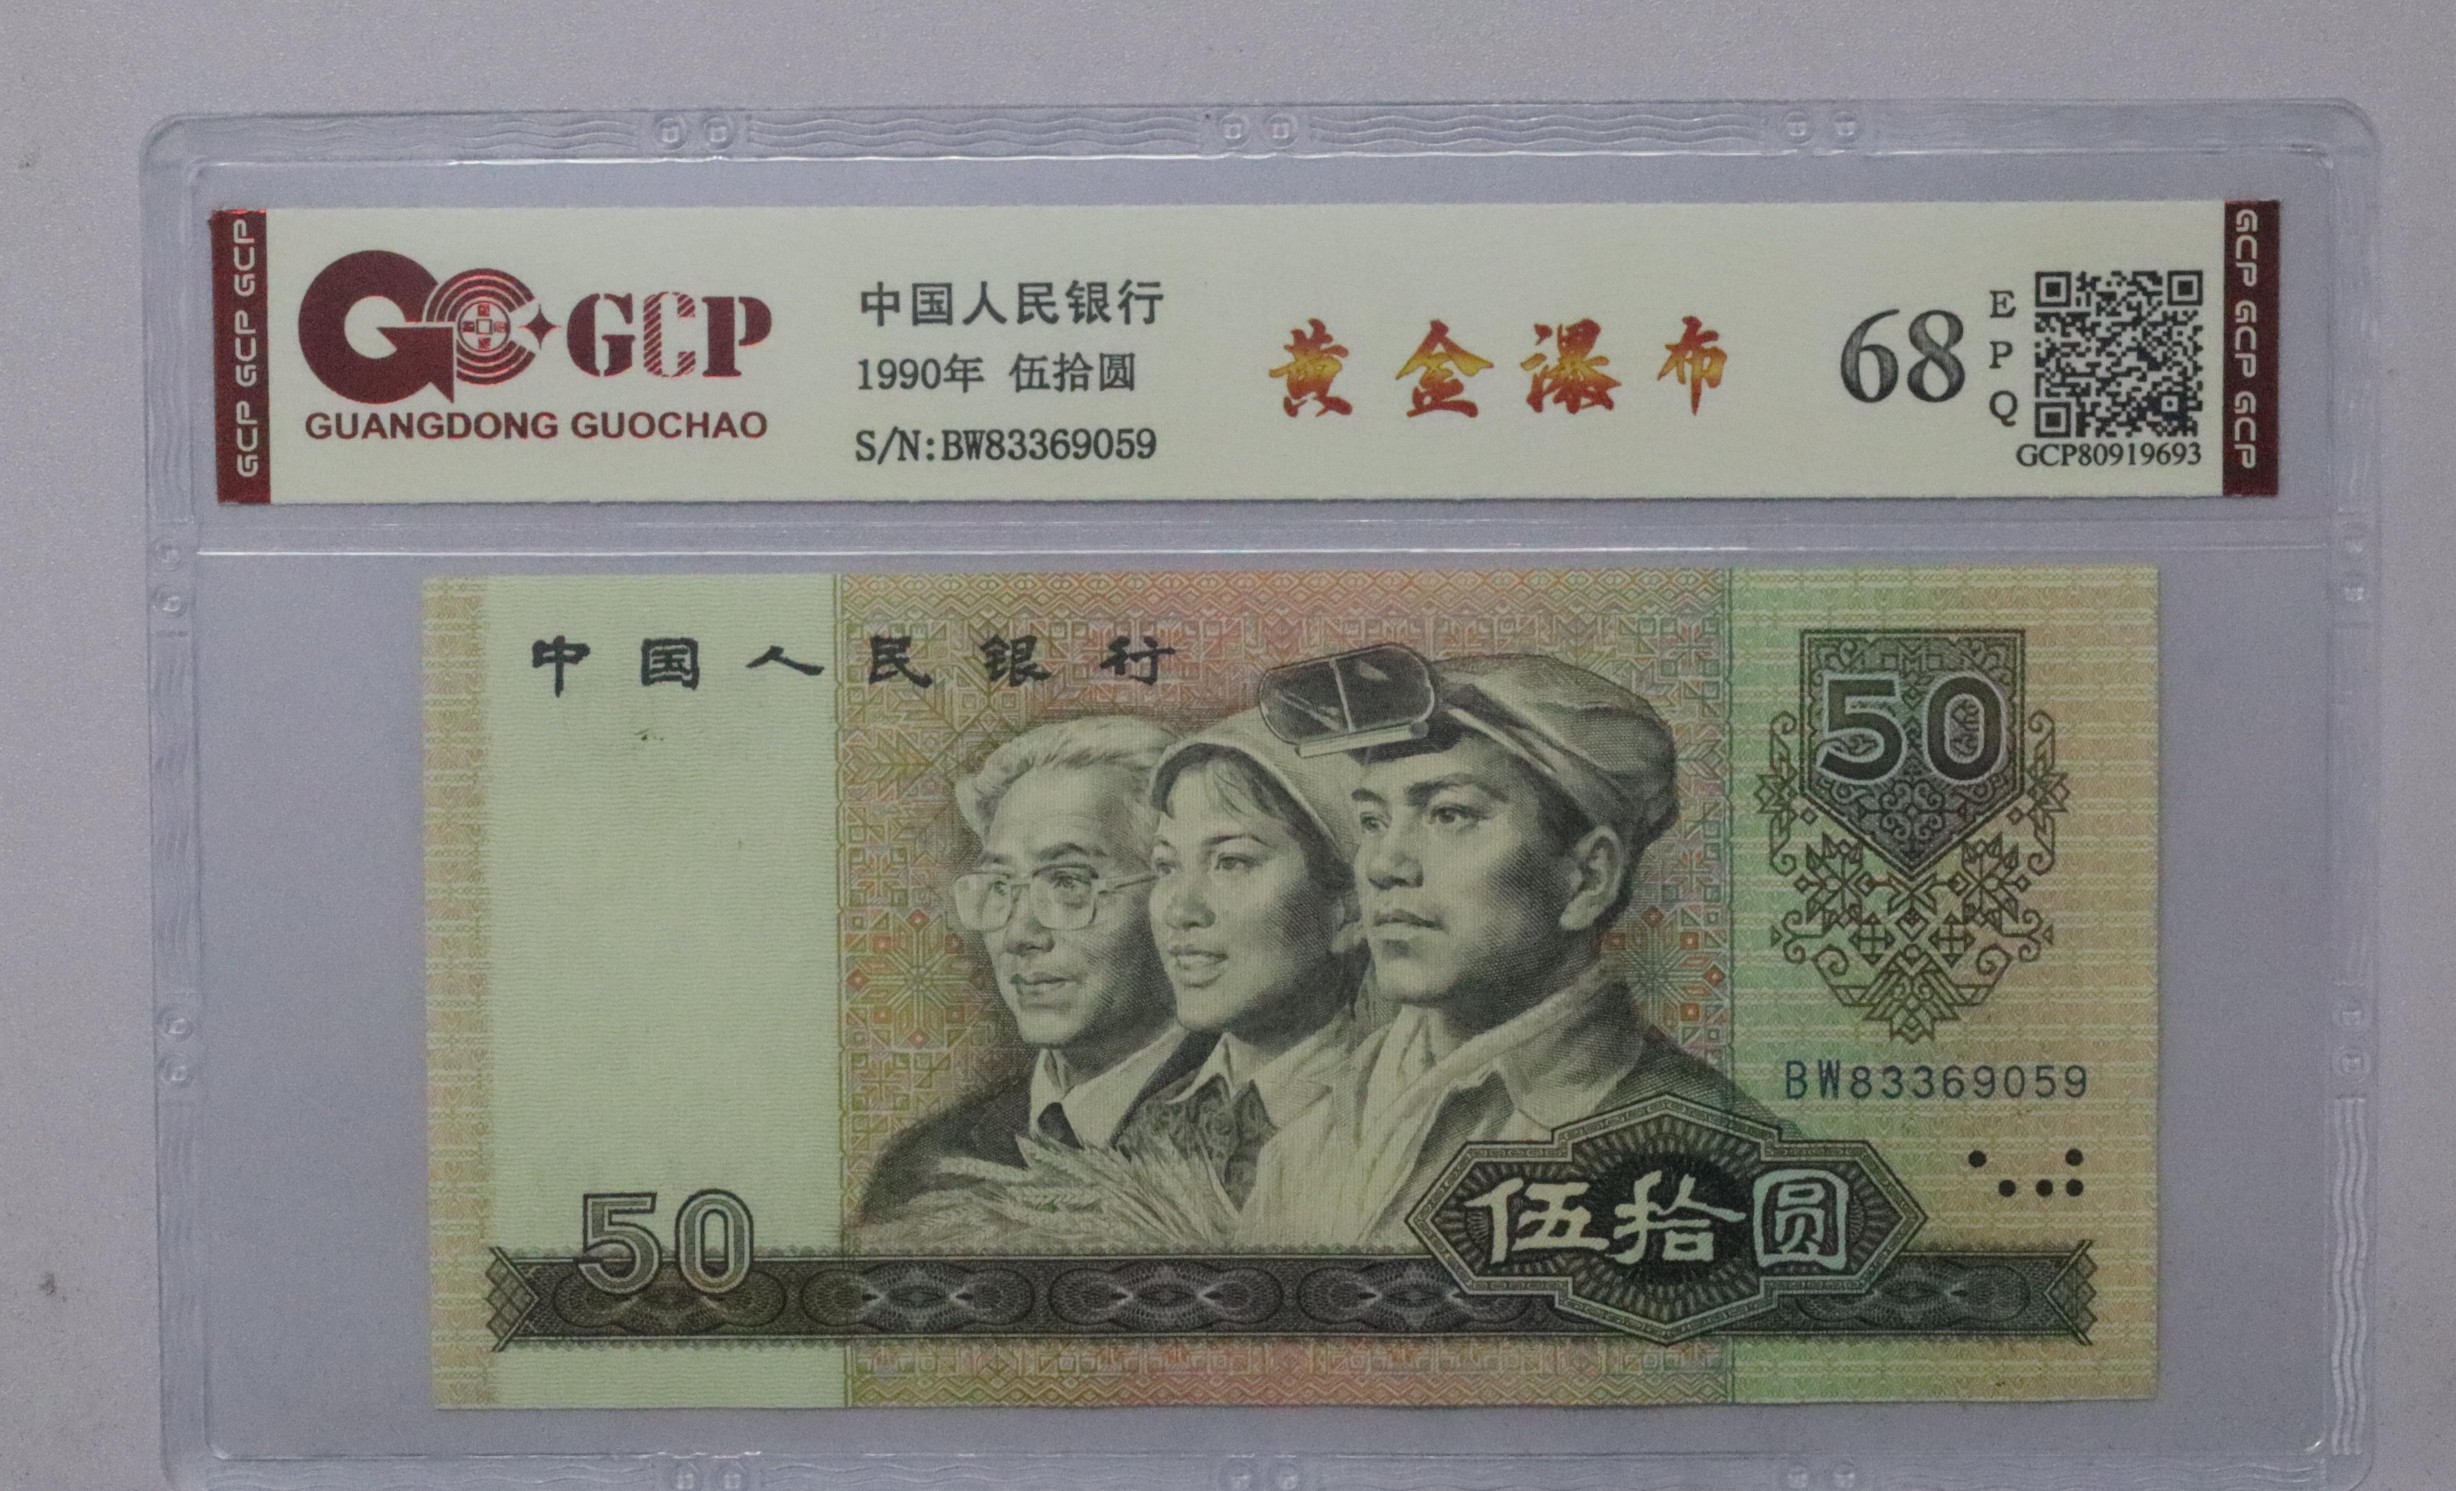 GCP GCP GCP
GCP
GUANGDONG GUOCHAO
中国人民银行
1990年 伍拾圆
S/N:BW83369059
黄金瀑布
68
EPQ
GCP80919693
GCP GCP GCP
中国人民银行
50
BW83369059
50
伍拾圆